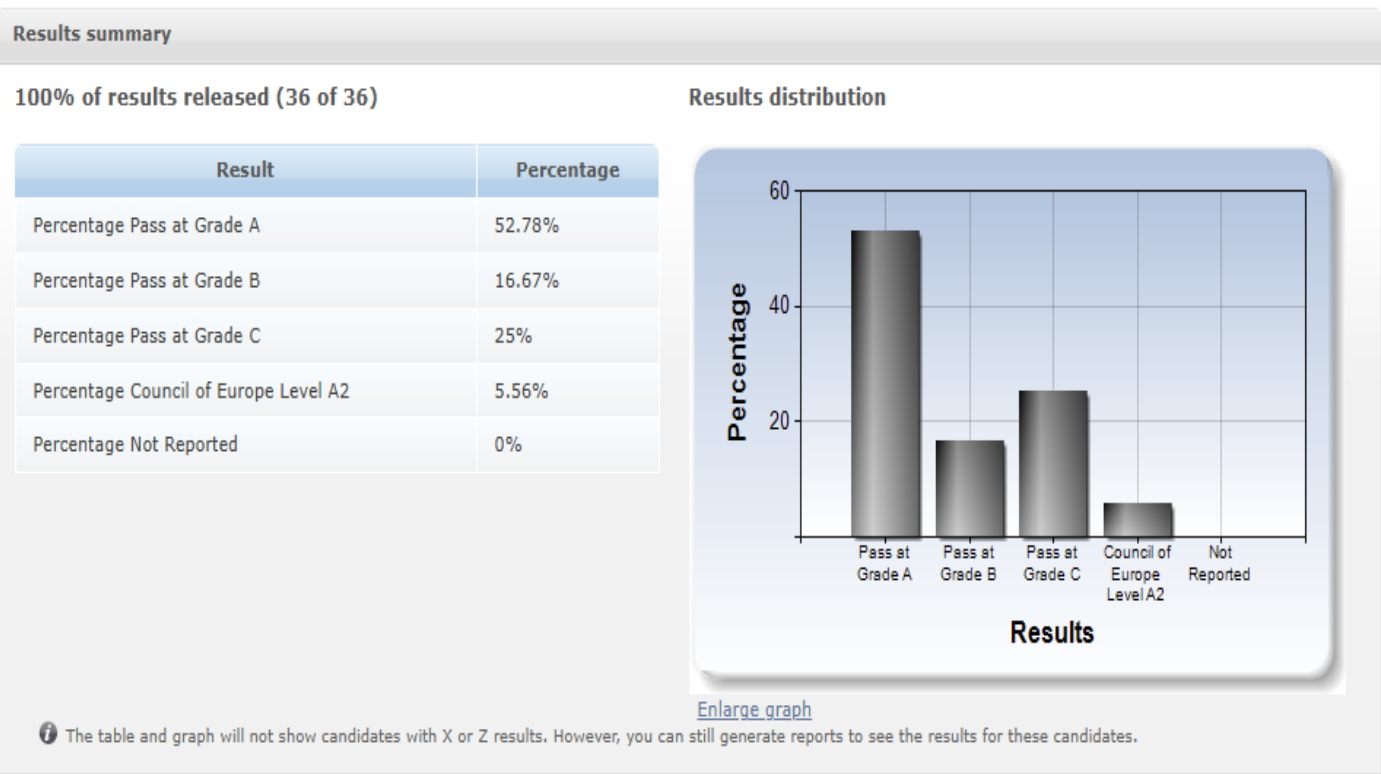 Results summary
100% of results released (36 of 36)
Result Percentage
Percentage Pass at Grade A 52.78%
Percentage Pass at Grade B 16.67%
Percentage Pass at Grade C 25%
Percentage Council of Europe Level A2 5.56%
Percentage Not Reported 0%
Results distribution
60
40
20
Percentage
Pass at Pass at Pass at Council of Not
Grade A Grade B Grade C Europe Reported
Level A2
Results
Enlarge graph
The table and graph will not show candidates with X or Z results. However, you can still generate reports to see the results for these candidates.